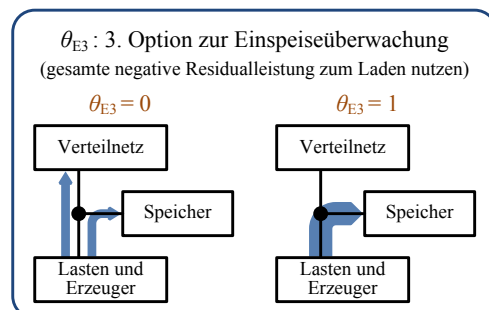 θE3 : 3. Option zur Einspeiseüberwachung
(gesamte negative Residualleistung zum Laden nutzen)
θE3 = 0
θE3 = 1
Verteilnetz
Verteilnetz
Speicher
Speicher
Lasten und
Erzeuger
Lasten und
Erzeuger